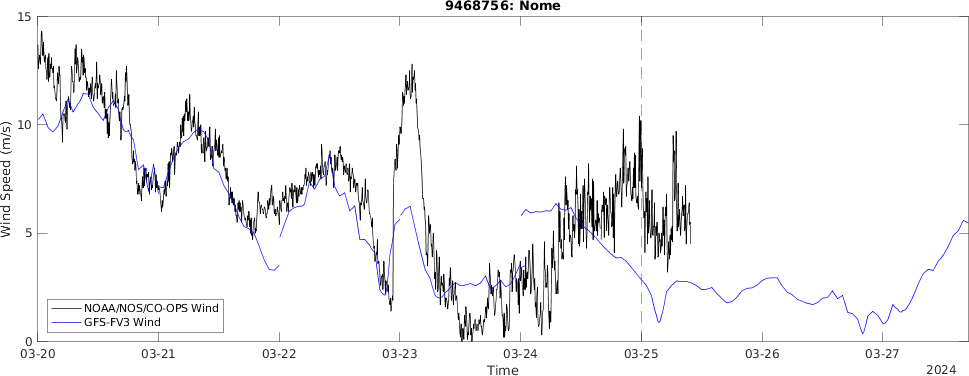 9468756: Nome
15
10
5
0
Wind Speed (m/s)
NOAA/NOS/CO-OPS Wind
GFS-FV3 Wind
03-20 03-21 03-22 03-23 03-24 03-25 03-26 03-27
Time
2024